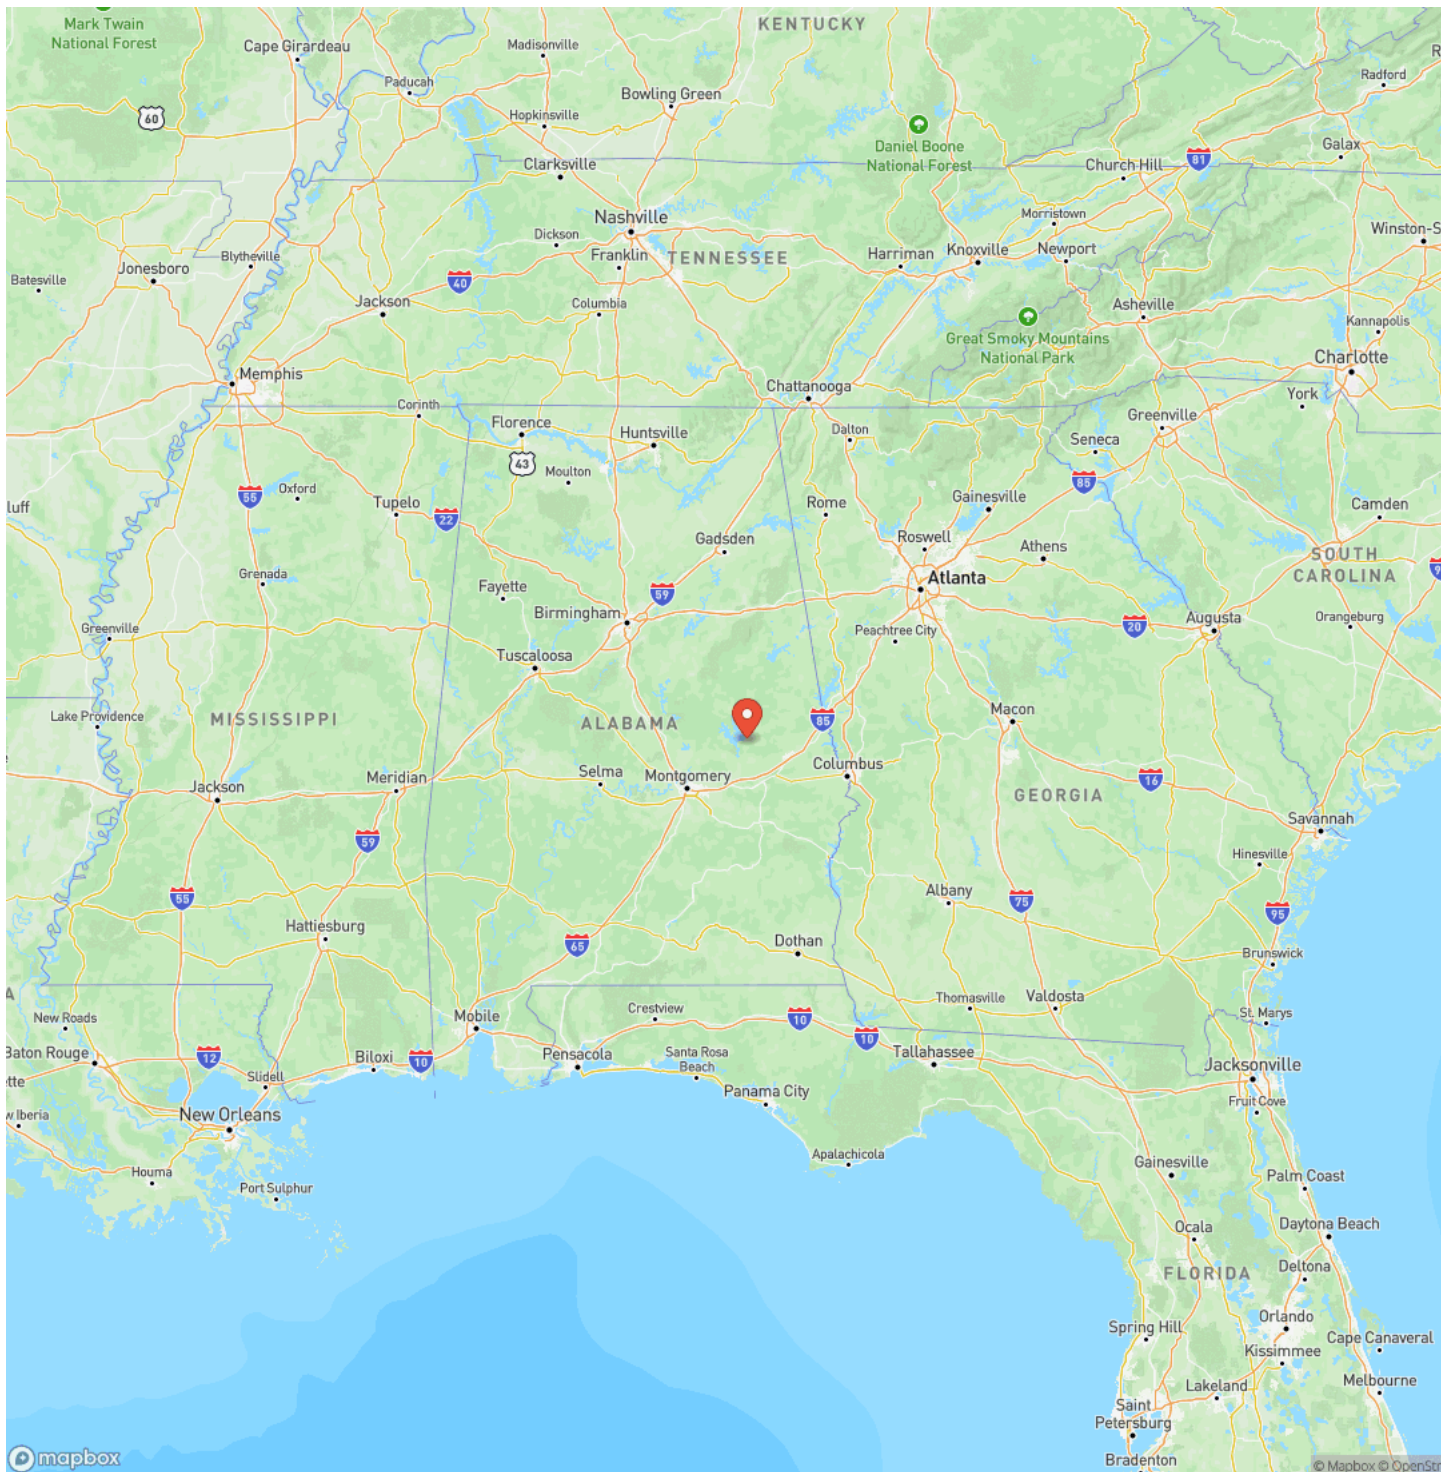 Mark Twain
National Forest
Cape Girardeau
Madisonville
KENTUCKY
R
Radford
Paducah
Bowling Green
60
Hopkinsville
Daniel Boone
National Forest
Galax
Clarksville
Church Hill
81
Nashville
Morristown
Winston-S
Dickson
Franklin
TENNESSEE
Harriman
Knoxville
Newport
Blytheville
Jonesboro
Batesville
40
Jackson
Columbia
Asheville
Kannapolis
Great Smoky Mountains
National Park
Charlotte
Memphis
Chattanooga
York
Corinth
Florence
Huntsville
Dalton
Greenville
Seneca
43
Moulton
85
Oxford
55
Tupelo
22
Rome
Gainesville
Camden
luff
Gadsden
Roswell
Athens
SOUTH
CAROLINA
9
Grenada
Fayette
59
Atlanta
Birmingham
Greenville
Peachtree City
20
Augusta
Orangeburg
Tuscaloosa
Lake Providence
MISSISSIPPI
ALABAMA
85
Macon
Jackson
Meridian
Selma
Montgomery
Columbus
GEORGIA
16
Savannah
59
Hinesville
55
Albany
75
95
Hattiesburg
65
Dothan
Brunswick
A
New Roads
Mobile
Crestview
10
Thomasville
Valdosta
St. Marys
Baton Rouge
12
Biloxi
10
Pensacola
Santa Rosa
Beach
10
Tallahassee
Jacksonville
ette
Slidell
Panama City
Fruit Cove
w Iberia
New Orleans
Houma
Port Sulphur
Apalachicola
Gainesville
Palm Coast
Ocala
Daytona Beach
FLORIDA
Deltona
Orlando
Spring Hill
Cape Canaveral
Kissimmee
Lakeland
Melbourne
Saint
Petersburg
Bradenton
mapbox
© Mapbox © OpenStr